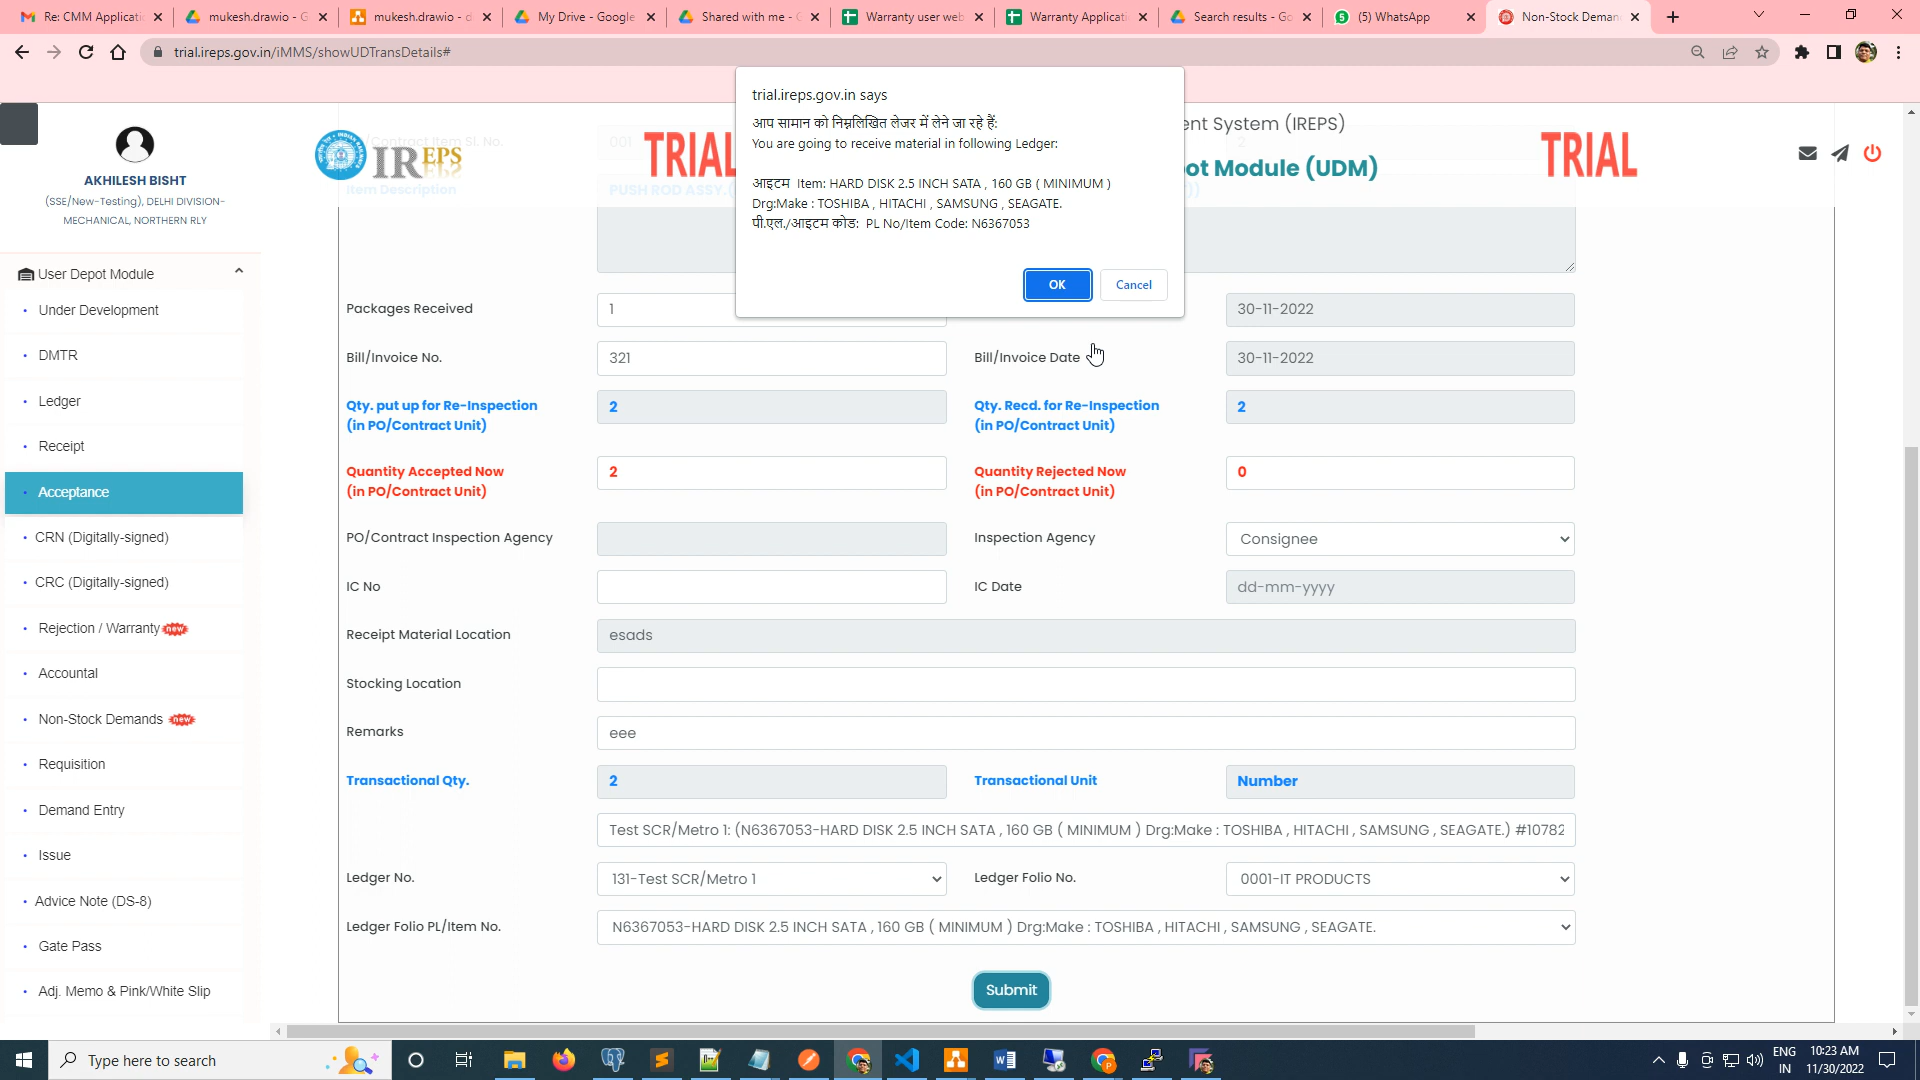 Re: CMM Applicati
mukesh.drawio - G
mukesh.drawio - d
My Drive - Google
Shared with me - G
Warranty user web
Warranty Applicati
Search results - Go
(5) WhatsApp
Non-Stock Deman
trial.ireps.gov.in/iMMS/showUDTransDetails#
trial.ireps.gov.in says
आप सामान को निम्नलिखित लेजर में लेने जा रहे हैं:
You are going to receive material in following Ledger:
आइटम Item: HARD DISK 2.5 INCH SATA , 160 GB ( MINIMUM )
Drg:Make : TOSHIBA , HITACHI , SAMSUNG , SEAGATE.
पी.एल./आइटम कोड: PL No/Item Code: N6367053
OK
Cancel
AKHILESH BISHT
(SSE/New-Testing), DELHI DIVISION-
MECHANICAL, NORTHERN RLY
IREPS
TRIAL
ent System (IREPS)
ot Module (UDM)
TRIAL
/Contract Item Sl. No.
001
2
Item Description
PUSH ROD ASSY.
User Depot Module
Under Development
DMTR
Ledger
Receipt
Acceptance
CRN (Digitally-signed)
CRC (Digitally-signed)
Rejection / Warranty new
Accountal
Non-Stock Demands new
Requisition
Demand Entry
Issue
Advice Note (DS-8)
Gate Pass
Adj. Memo & Pink/White Slip
Packages Received
1
30-11-2022
Bill/Invoice No.
321
Bill/Invoice Date
30-11-2022
Qty. put up for Re-Inspection
(in PO/Contract Unit)
2
Qty. Recd. for Re-Inspection
(in PO/Contract Unit)
2
Quantity Accepted Now
(in PO/Contract Unit)
2
Quantity Rejected Now
(in PO/Contract Unit)
0
PO/Contract Inspection Agency
Inspection Agency
Consignee
IC No
IC Date
dd-mm-yyyy
Receipt Material Location
esads
Stocking Location
Remarks
eee
Transactional Qty.
2
Transactional Unit
Number
Test SCR/Metro 1: (N6367053-HARD DISK 2.5 INCH SATA , 160 GB ( MINIMUM ) Drg:Make : TOSHIBA , HITACHI , SAMSUNG , SEAGATE.) #10782
Ledger No.
131-Test SCR/Metro 1
Ledger Folio No.
0001-IT PRODUCTS
Ledger Folio PL/Item No.
N6367053-HARD DISK 2.5 INCH SATA , 160 GB ( MINIMUM ) Drg:Make : TOSHIBA , HITACHI , SAMSUNG , SEAGATE.
Submit
Type here to search
ENG
IN
10:23 AM
11/30/2022